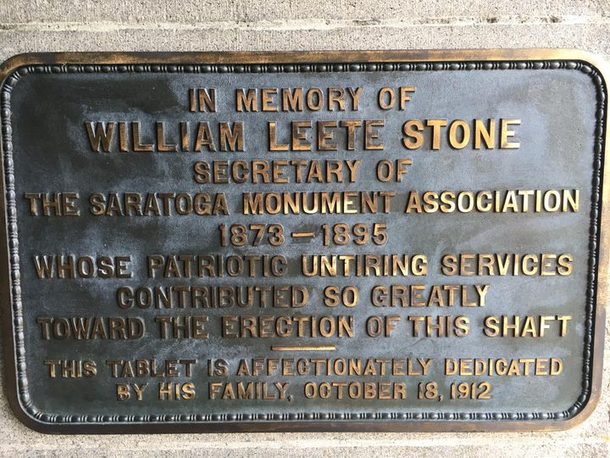 IN MEMORY OF
WILLIAM LEETE STONE
SECRETARY OF
THE SARATOGA MONUMENT ASSOCIATION
1873 — 1895
WHOSE PATRIOTIC UNTIRING SERVICES
CONTRIBUTED SO GREATLY
TOWARD THE ERECTION OF THIS SHAFT
THIS TABLET IS AFFECTIONATELY DEDICATED
BY HIS FAMILY, OCTOBER 18, 1912